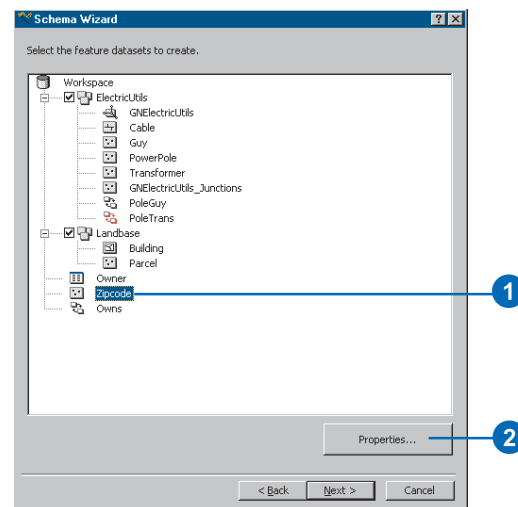 Schema Wizard
Select the feature datasets to create.
Workspace
ElectricUtils
GNElectricUtils
Cable
Guy
PowerPole
Transformer
GNElectricUtils_Junctions
PoleGuy
PoleTrans
Landbase
Building
Parcel
Owner
Zipcode
1
Owns
Properties...
2
< Back Next > Cancel